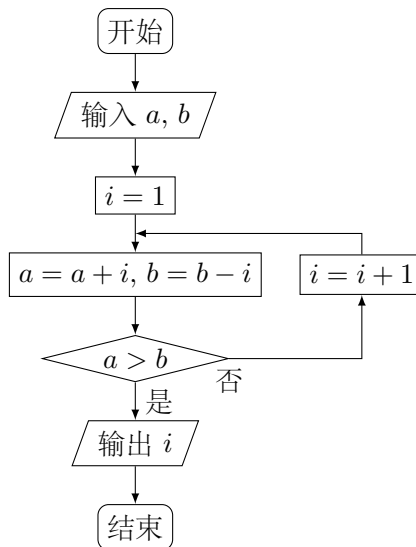 开始
输入 a, b
i = 1
a = a + i, b = b − i
i = i + 1
a > b
否
是
输出 i
结束